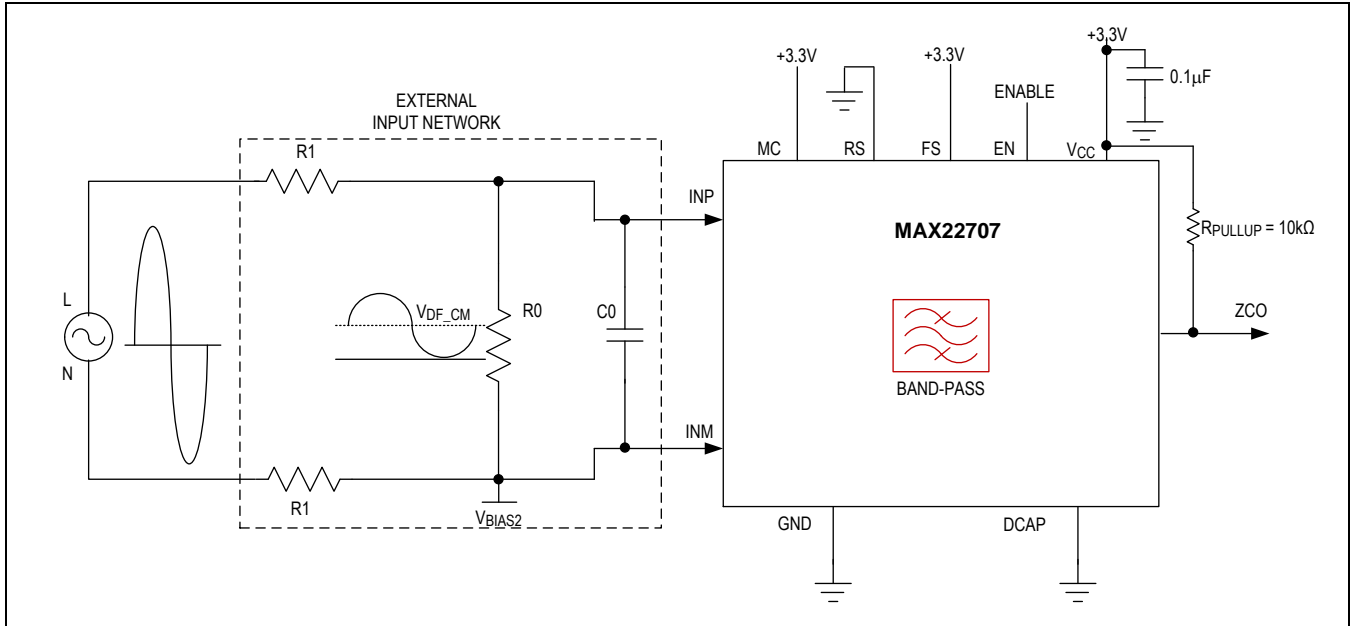 +3.3V
+3.3V
+3.3V
0.1µF
ENABLE
EXTERNAL
INPUT NETWORK
R1
MC
RS
FS
EN
VCC
INP
MAX22707
RPULLUP = 10kΩ
L
N
VDF_CM
R0
C0
ZCO
BAND-PASS
INM
R1
VBIAS2
GND
DCAP